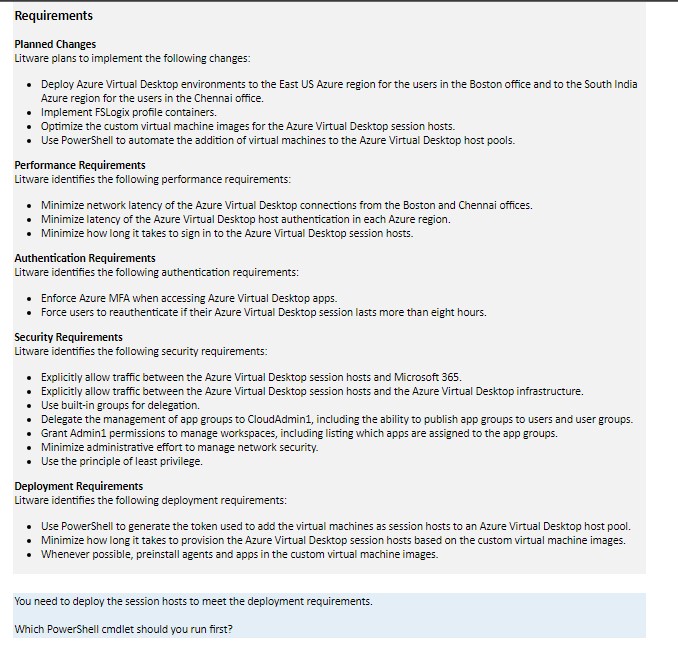 Requirements
Planned Changes
Litware plans to implement the following changes:
• Deploy Azure Virtual Desktop environments to the East US Azure region for the users in the Boston office and to the South India
Azure region for the users in the Chennai office.
• Implement FSLogix profile containers.
• Optimize the custom virtual machine images for the Azure Virtual Desktop session hosts.
• Use PowerShell to automate the addition of virtual machines to the Azure Virtual Desktop host pools.
Performance Requirements
Litware identifies the following performance requirements:
• Minimize network latency of the Azure Virtual Desktop connections from the Boston and Chennai offices.
• Minimize latency of the Azure Virtual Desktop host authentication in each Azure region.
• Minimize how long it takes to sign in to the Azure Virtual Desktop session hosts.
Authentication Requirements
Litware identifies the following authentication requirements:
• Enforce Azure MFA when accessing Azure Virtual Desktop apps.
• Force users to reauthenticate if their Azure Virtual Desktop session lasts more than eight hours.
Security Requirements
Litware identifies the following security requirements:
• Explicitly allow traffic between the Azure Virtual Desktop session hosts and Microsoft 365.
• Explicitly allow traffic between the Azure Virtual Desktop session hosts and the Azure Virtual Desktop infrastructure.
• Use built-in groups for delegation.
• Delegate the management of app groups to CloudAdmin1, including the ability to publish app groups to users and user groups.
• Grant Admin1 permissions to manage workspaces, including listing which apps are assigned to the app groups.
• Minimize administrative effort to manage network security.
• Use the principle of least privilege.
Deployment Requirements
Litware identifies the following deployment requirements:
• Use PowerShell to generate the token used to add the virtual machines as session hosts to an Azure Virtual Desktop host pool.
• Minimize how long it takes to provision the Azure Virtual Desktop session hosts based on the custom virtual machine images.
• Whenever possible, preinstall agents and apps in the custom virtual machine images.
You need to deploy the session hosts to meet the deployment requirements.
Which PowerShell cmdlet should you run first?